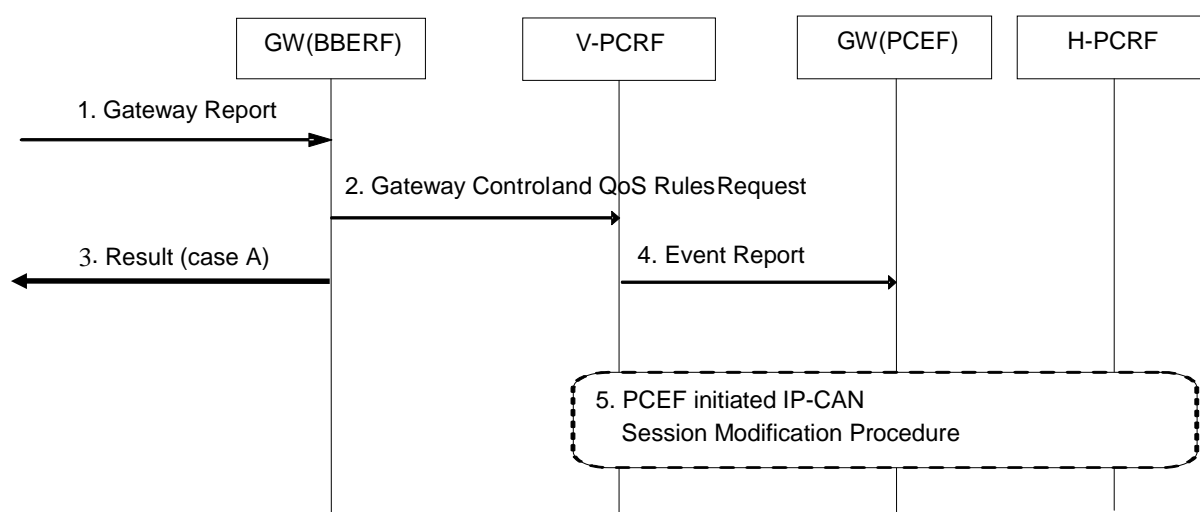 GW(BBERF)
V-PCRF
GW(PCEF)
H-PCRF
1. Gateway Report
2. Gateway Controland QoS RulesRequest
3. Result (case A)
4. Event Report
5. PCEF initiated IP-CAN
Session Modification Procedure